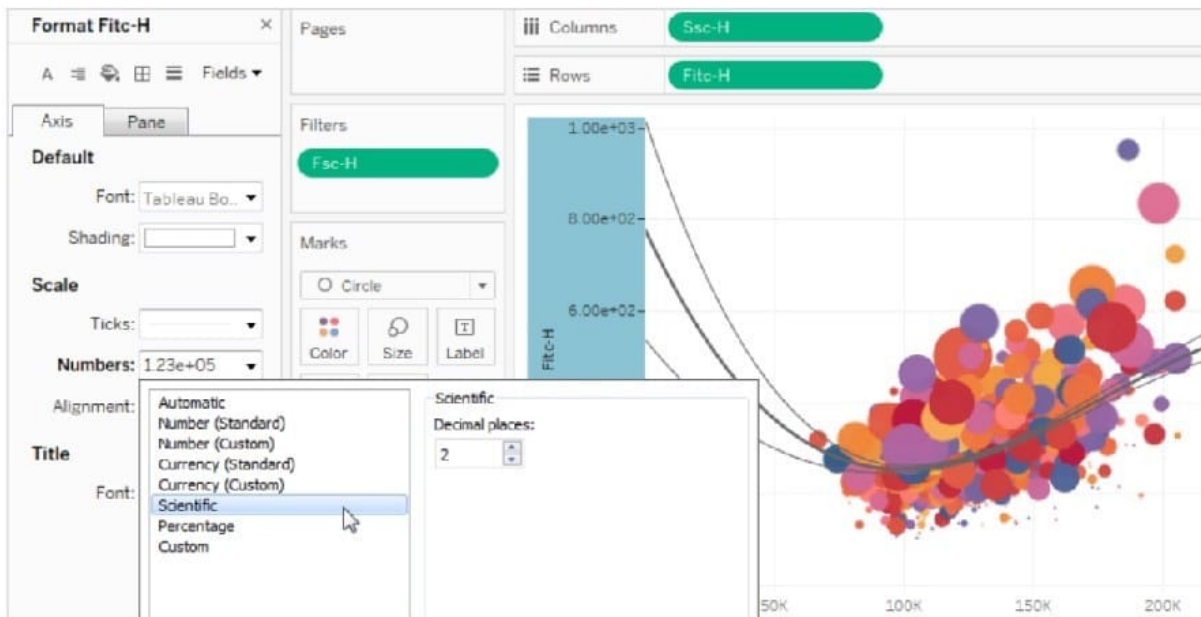 Format Fitc-H ×
A Fields
Axis Pane
Default
Font: Tableau Bo..
Shading:
Scale
Ticks:
Numbers: 1.23e+05
Alignment:
Title
Font:
Automatic
Number (Standard)
Number (Custom)
Currency (Standard)
Currency (Custom)
Scientific
Percentage
Custom
Scientific
Decimal places:
2
Pages
Filters
Fsc-H
Marks
Circle
Color Size Label
T
Columns Ssc-H
Rows Fitc-H
1.00e+03
8.00e+02
6.00e+02
Fitc-H
50K 100K 150K 200K